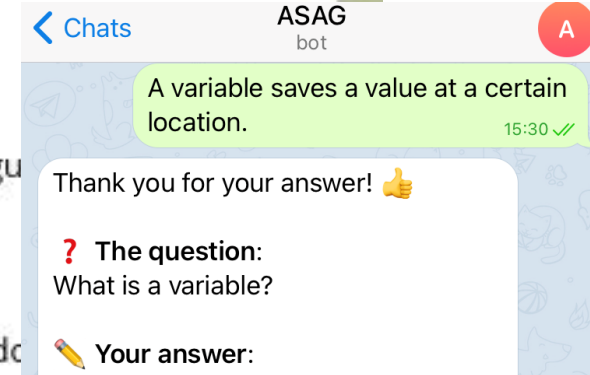 Chats
ASAG
bot
A
A variable saves a value at a certain
location.
15:30
Thank you for your answer! 👍
❓ The question:
What is a variable?
✏️ Your answer: